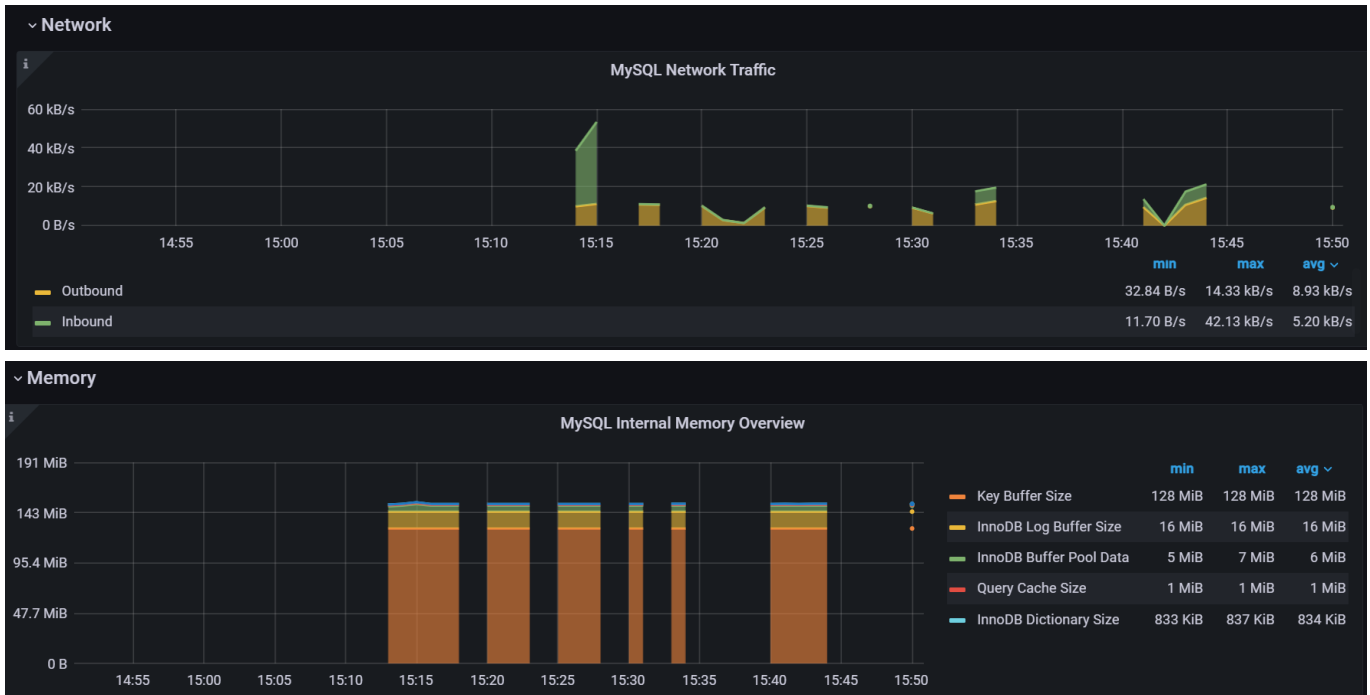 Network
i
MySQL Network Traffic
60 kB/s
40 kB/s
20 kB/s
0 B/s
14:55 15:00 15:05 15:10 15:15 15:20 15:25 15:30 15:35 15:40 15:45 15:50
min max avg
Outbound 32.84 B/s 14.33 kB/s 8.93 kB/s
Inbound 11.70 B/s 42.13 kB/s 5.20 kB/s
Memory
i
MySQL Internal Memory Overview
191 MiB
143 MiB
95.4 MiB
47.7 MiB
0 B
14:55 15:00 15:05 15:10 15:15 15:20 15:25 15:30 15:35 15:40 15:45 15:50
min max avg
Key Buffer Size 128 MiB 128 MiB 128 MiB
InnoDB Log Buffer Size 16 MiB 16 MiB 16 MiB
InnoDB Buffer Pool Data 5 MiB 7 MiB 6 MiB
Query Cache Size 1 MiB 1 MiB 1 MiB
InnoDB Dictionary Size 833 KiB 837 KiB 834 KiB